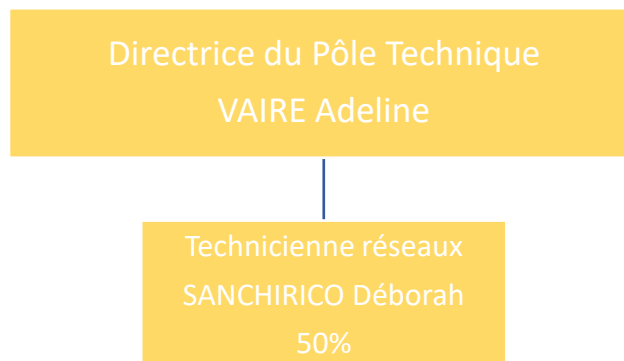 Directrice du Pôle Technique
VAIRE Adeline
Technicienne réseaux
SANCHIRICO Déborah
50%